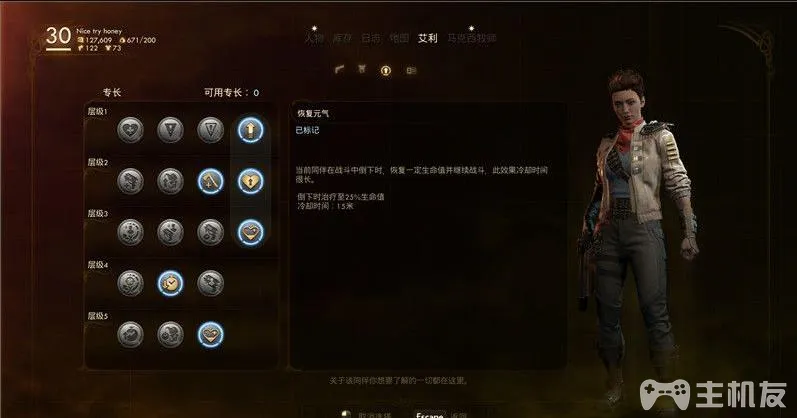 30
Nice try honey
127,609 671/200
122 73
人物 库存 日志 地图 艾利 马克西牧师
专长 可用专长：0
层级1
层级2
层级3
层级4
层级5
恢复元气
已标记
当前同伴在战斗中倒下时，恢复一定生命值并继续战斗，此效果冷却时间
很长。
倒下时治疗至25%生命值
冷却时间：15米
关于该同伴你想要了解的一切都在这里。
Escape 返回
主机友